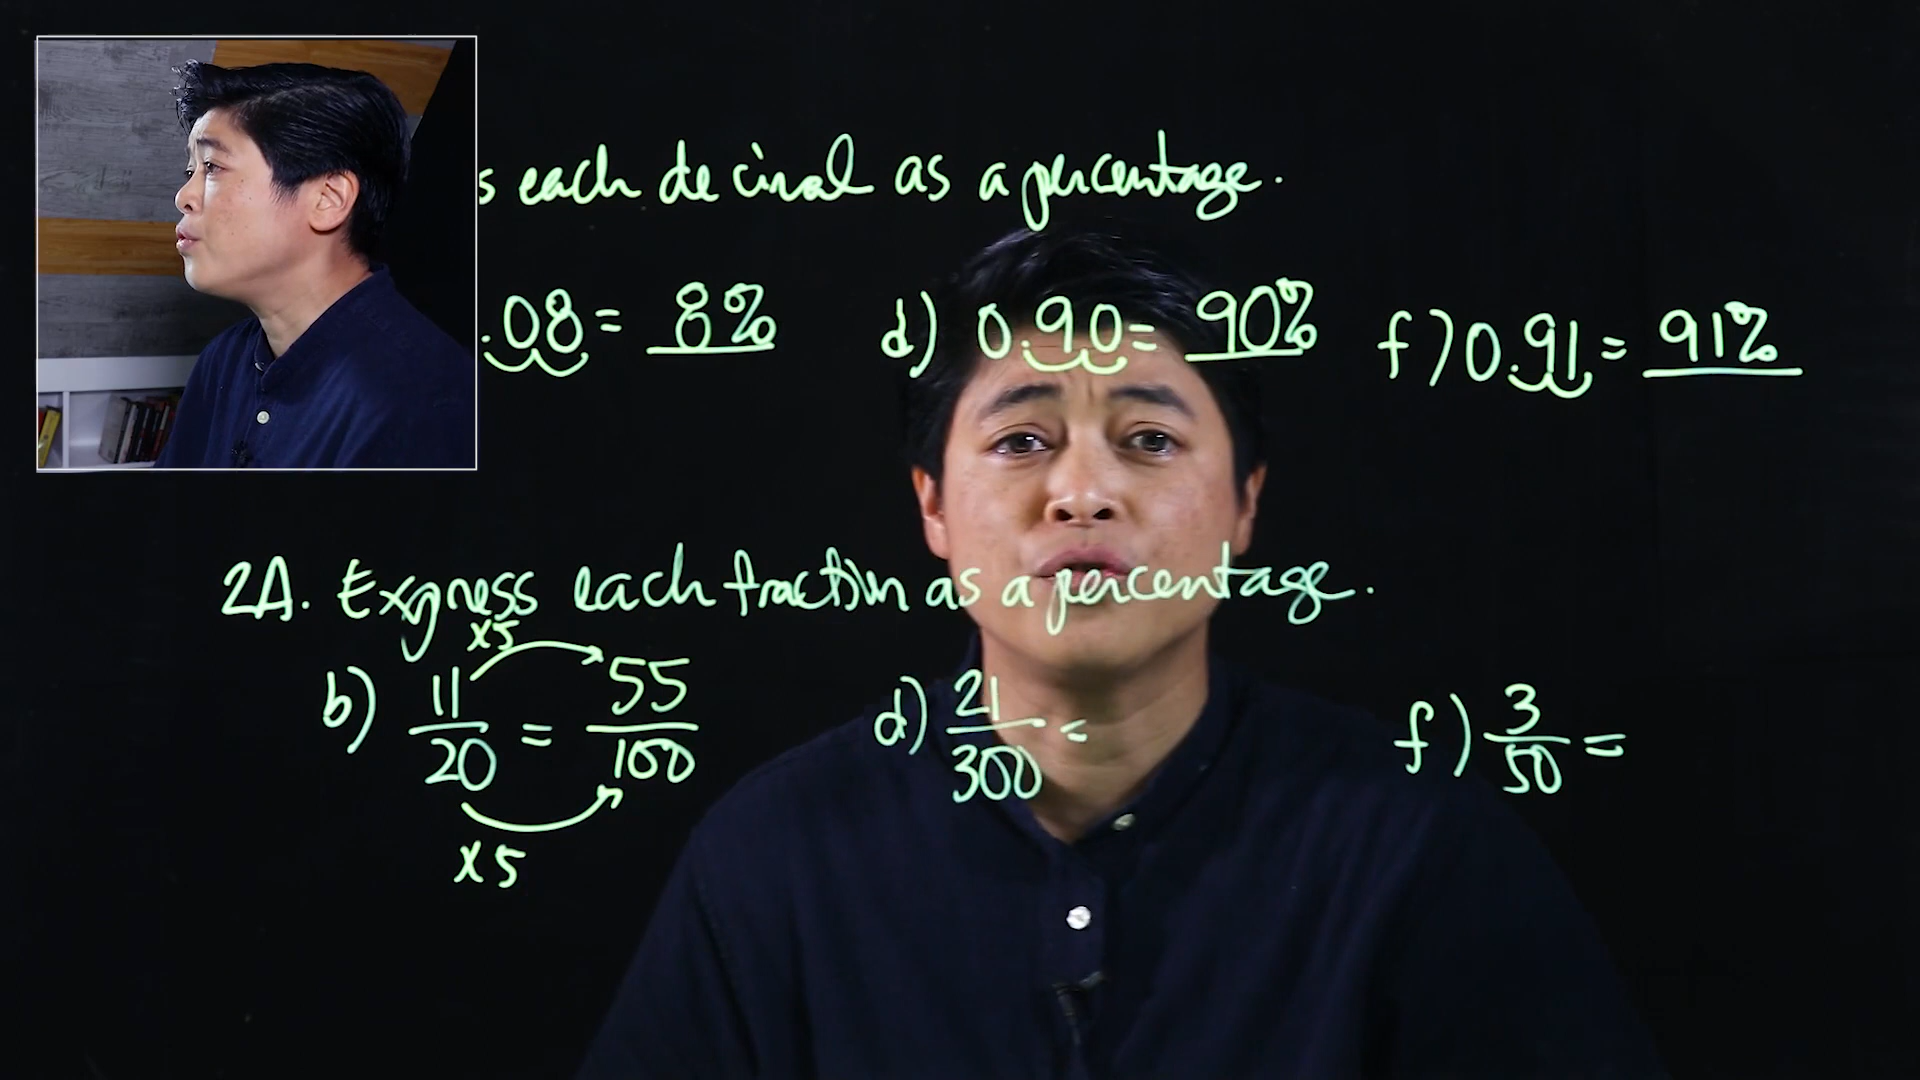 s each decimal as a percentage.
.08 = 8% d) 0.90 = 90% f) 0.91 = 91%
2A. Express each fraction as a percentage.
x5
b) 11/20 = 55/100 d) 21/300 = f) 3/50 =
x5